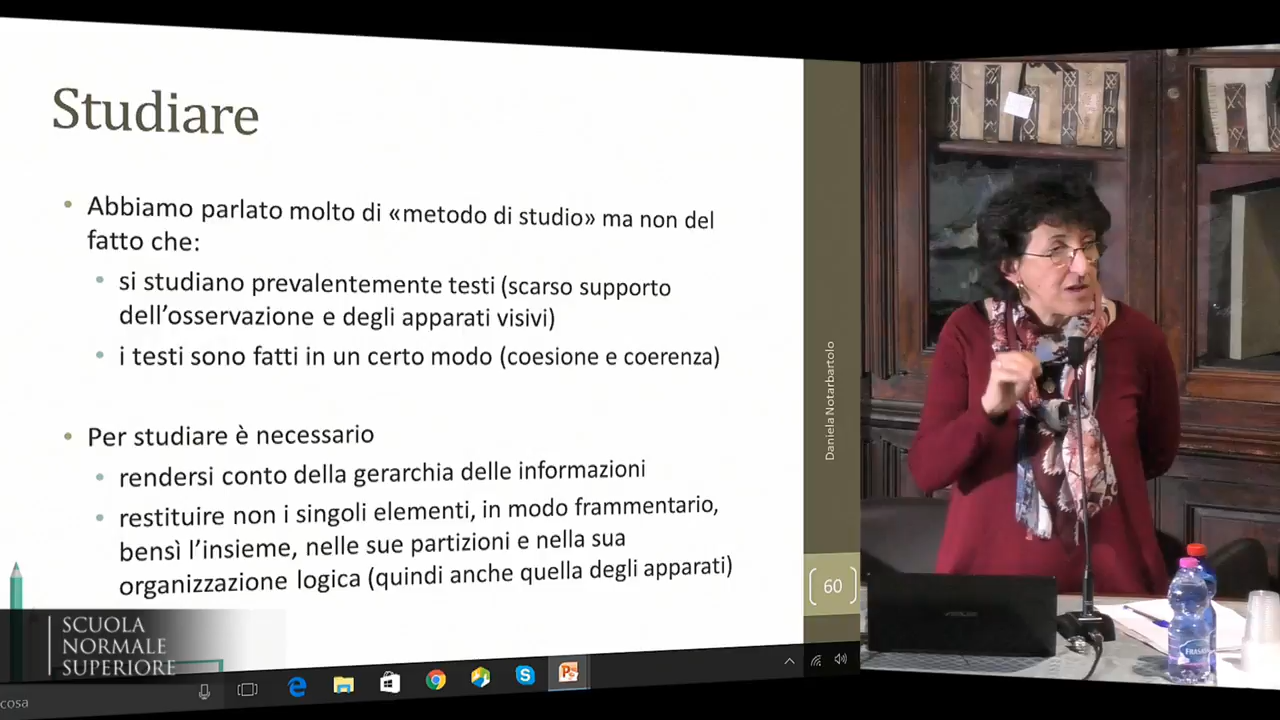 Studiare
• Abbiamo parlato molto di «metodo di studio» ma non del
fatto che:
• si studiano prevalentemente testi (scarso supporto
dell’osservazione e degli apparati visivi)
• i testi sono fatti in un certo modo (coesione e coerenza)
• Per studiare è necessario
• rendersi conto della gerarchia delle informazioni
• restituire non i singoli elementi, in modo frammentario,
bensì l’insieme, nelle sue partizioni e nella sua
organizzazione logica (quindi anche quella degli apparati)
Daniela Notarbartolo
60
SCUOLA
NORMALE
SUPERIORE
cosa
ASUS